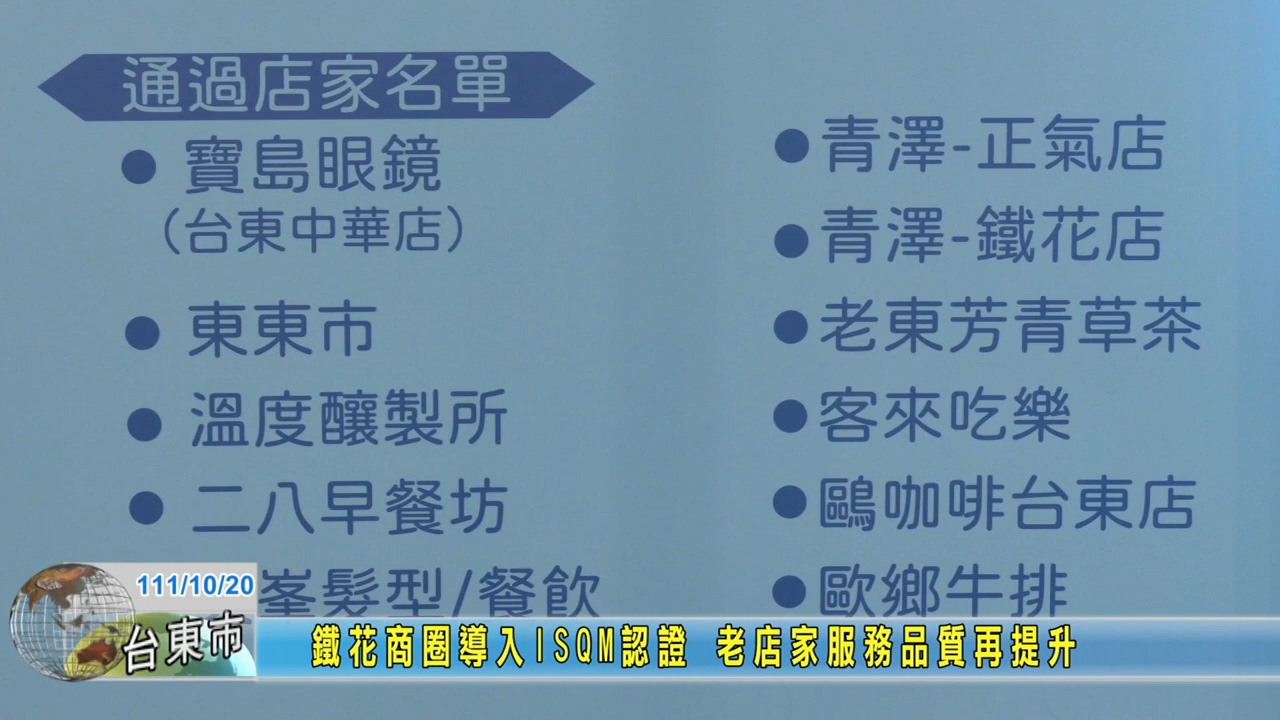 通過店家名單
● 寶島眼鏡
（台東中華店）
● 東東市
● 溫度釀製所
● 二八早餐坊
峯髮型/餐飲
● 青澤-正氣店
● 青澤-鐵花店
● 老東芳青草茶
● 客來吃樂
● 鷗咖啡台東店
● 歐鄉牛排
111/10/20
台東市
鐵花商圈導入ISQM認證 老店家服務品質再提升